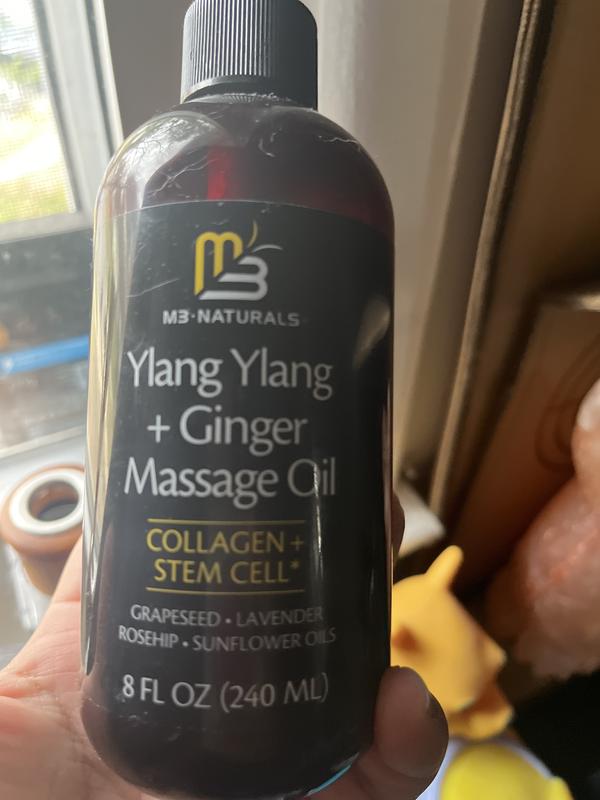 M3
M3·NATURALS
Ylang Ylang
+ Ginger
Massage Oil
COLLAGEN +
STEM CELL*
GRAPESEED • LAVENDER
ROSEHIP • SUNFLOWER OILS
8 FL OZ (240 ML)